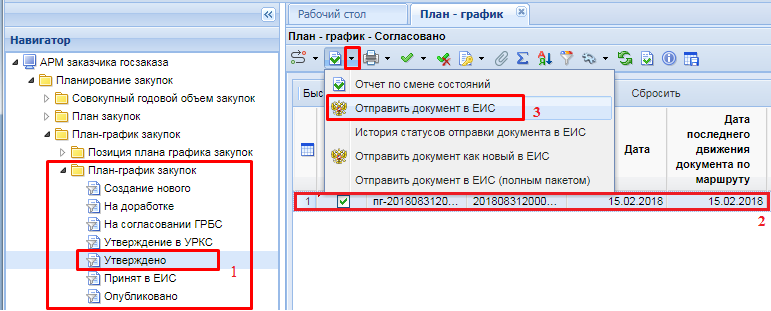 Рабочий стол
План - график
Навигатор
План - график - Согласовано
АРМ заказчика госзаказа
Планирование закупок
Совокупный годовой объем закупок
План закупок
План-график закупок
Позиция плана графика закупок
План-график закупок
Создание нового
На доработке
На согласовании ГРБС
Утверждение в УРКС
Утверждено
1
Принят в ЕИС
Опубликовано
Быс
Сбросить
Отчет по смене состояний
Отправить документ в ЕИС
3
История статусов отправки документа в ЕИС
Отправить документ как новый в ЕИС
Отправить документ в ЕИС (полным пакетом)
Дата
Дата
последнего
движения
документа по
маршруту
1 пг-2018083120... 2018083120000... 15.02.2018 15.02.2018
2